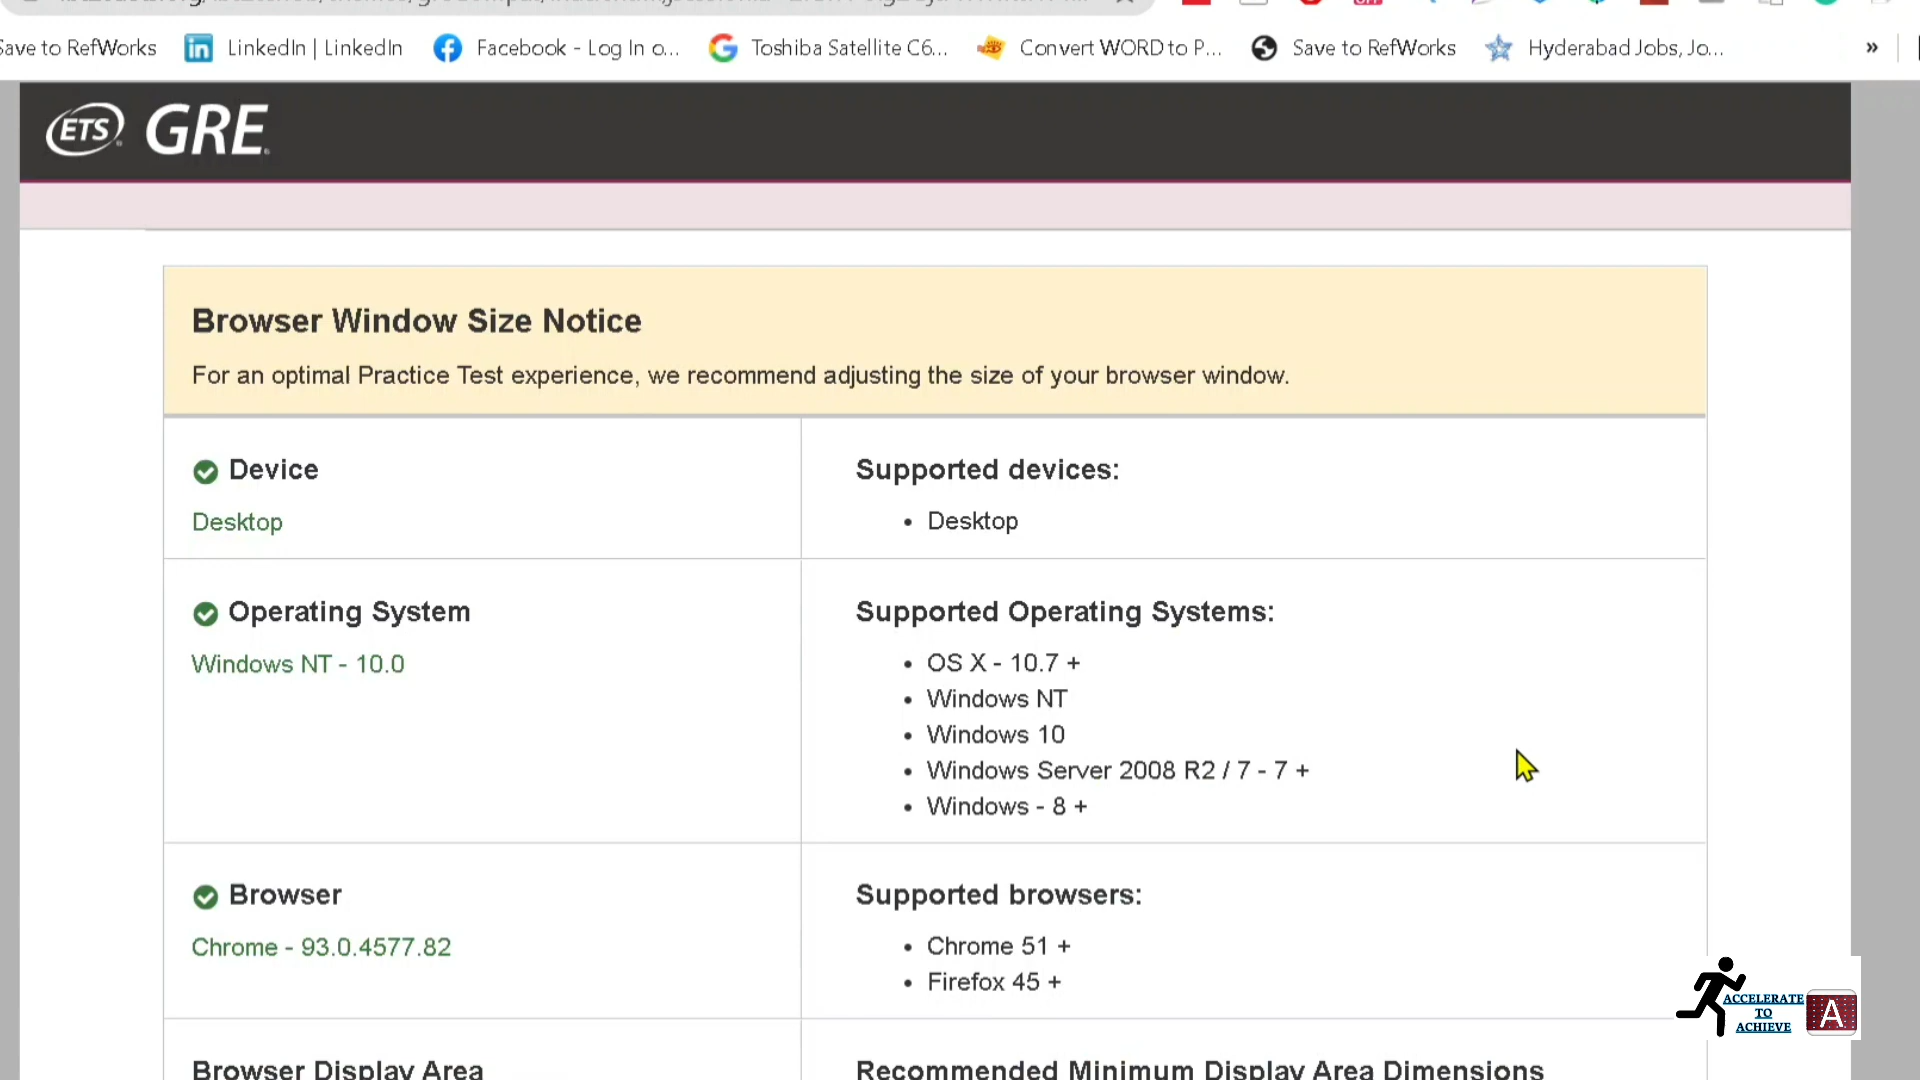 Save to RefWorks LinkedIn | LinkedIn Facebook - Log In o... Toshiba Satellite C6... Convert WORD to P... Save to RefWorks Hyderabad Jobs, Jo... »
ETS GRE
Browser Window Size Notice
For an optimal Practice Test experience, we recommend adjusting the size of your browser window.
Device
Desktop
Supported devices:
• Desktop
Operating System
Windows NT - 10.0
Supported Operating Systems:
• OS X - 10.7 +
• Windows NT
• Windows 10
• Windows Server 2008 R2 / 7 - 7 +
• Windows - 8 +
Browser
Chrome - 93.0.4577.82
Supported browsers:
• Chrome 51 +
• Firefox 45 +
Browser Display Area
Recommended Minimum Display Area Dimensions
ACCELERATE
TO
ACHIEVE
A